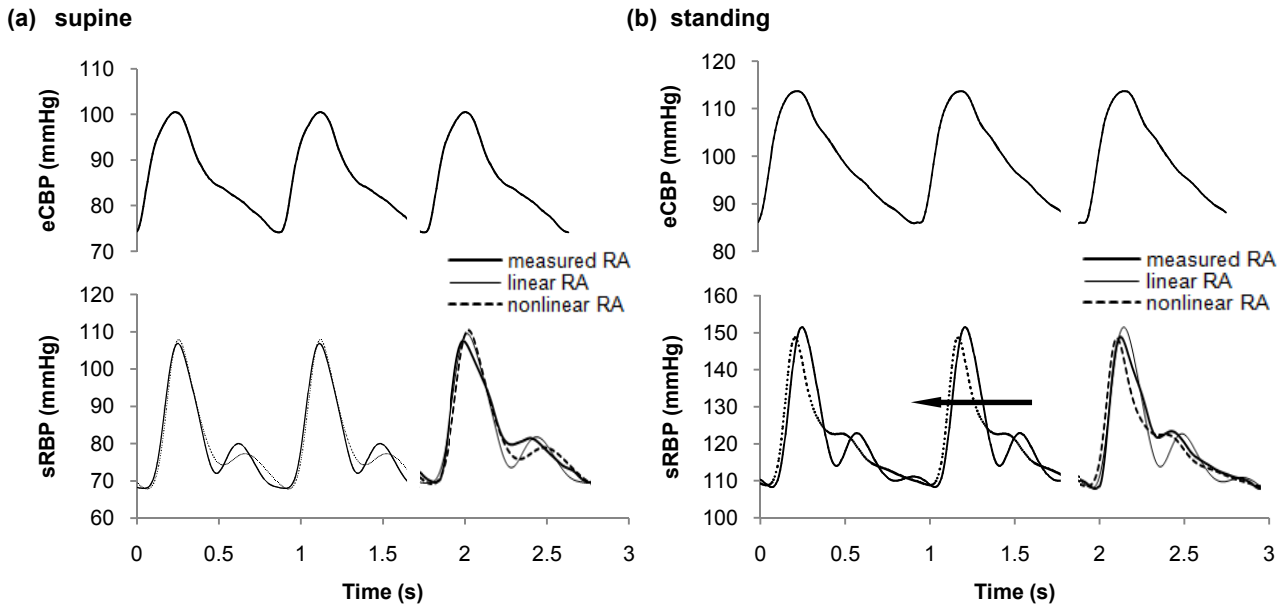 (a) supine
110
100
90
80
70
eCBP (mmHg)
measured RA
linear RA
nonlinear RA
120
110
100
90
80
70
60
sRBP (mmHg)
0 0.5 1 1.5 2 2.5 3
Time (s)
(b) standing
120
110
100
90
80
eCBP (mmHg)
measured RA
linear RA
nonlinear RA
160
150
140
130
120
110
100
sRBP (mmHg)
0 0.5 1 1.5 2 2.5 3
Time (s)